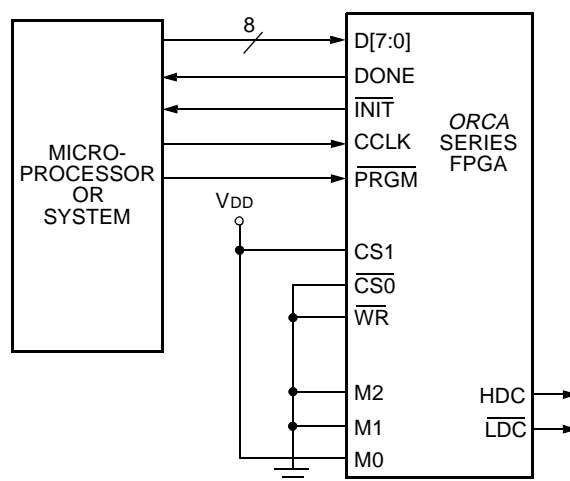 8
D[7:0]
DONE
INIT
CCLK
PRGM
MICRO-
PROCESSOR
OR
SYSTEM
ORCA
SERIES
FPGA
VDD
CS1
CS0
WR
M2
M1
M0
HDC
LDC